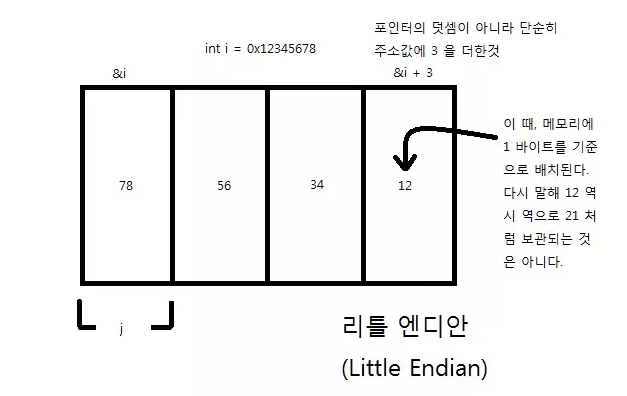 포인터의 덧셈이 아니라 단순히
int i = 0x12345678
주소값에 3 을 더한것
&i
&i + 3
이 때, 메모리에
1 바이트를 기준
으로 배치된다.
다시 말해 12 역
시 역으로 21 처
럼 보관되는 것
은 아니다.
78
56
34
12
j
리틀 엔디안
(Little Endian)